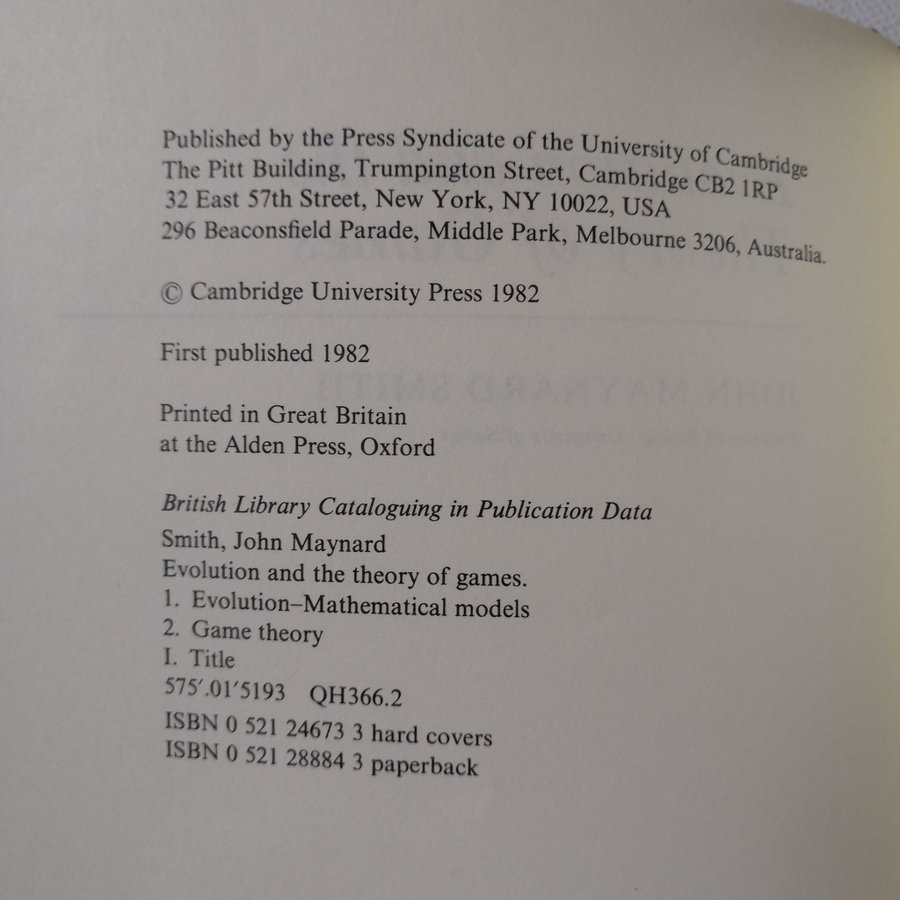 Published by the Press Syndicate of the University of Cambridge
The Pitt Building, Trumpington Street, Cambridge CB2 1RP
32 East 57th Street, New York, NY 10022, USA
296 Beaconsfield Parade, Middle Park, Melbourne 3206, Australia.
© Cambridge University Press 1982
First published 1982
Printed in Great Britain
at the Alden Press, Oxford
British Library Cataloguing in Publication Data
Smith, John Maynard
Evolution and the theory of games.
1. Evolution–Mathematical models
2. Game theory
I. Title
575′.01′5193 QH366.2
ISBN 0 521 24673 3 hard covers
ISBN 0 521 28884 3 paperback
JOHN MAYNARD SMITH